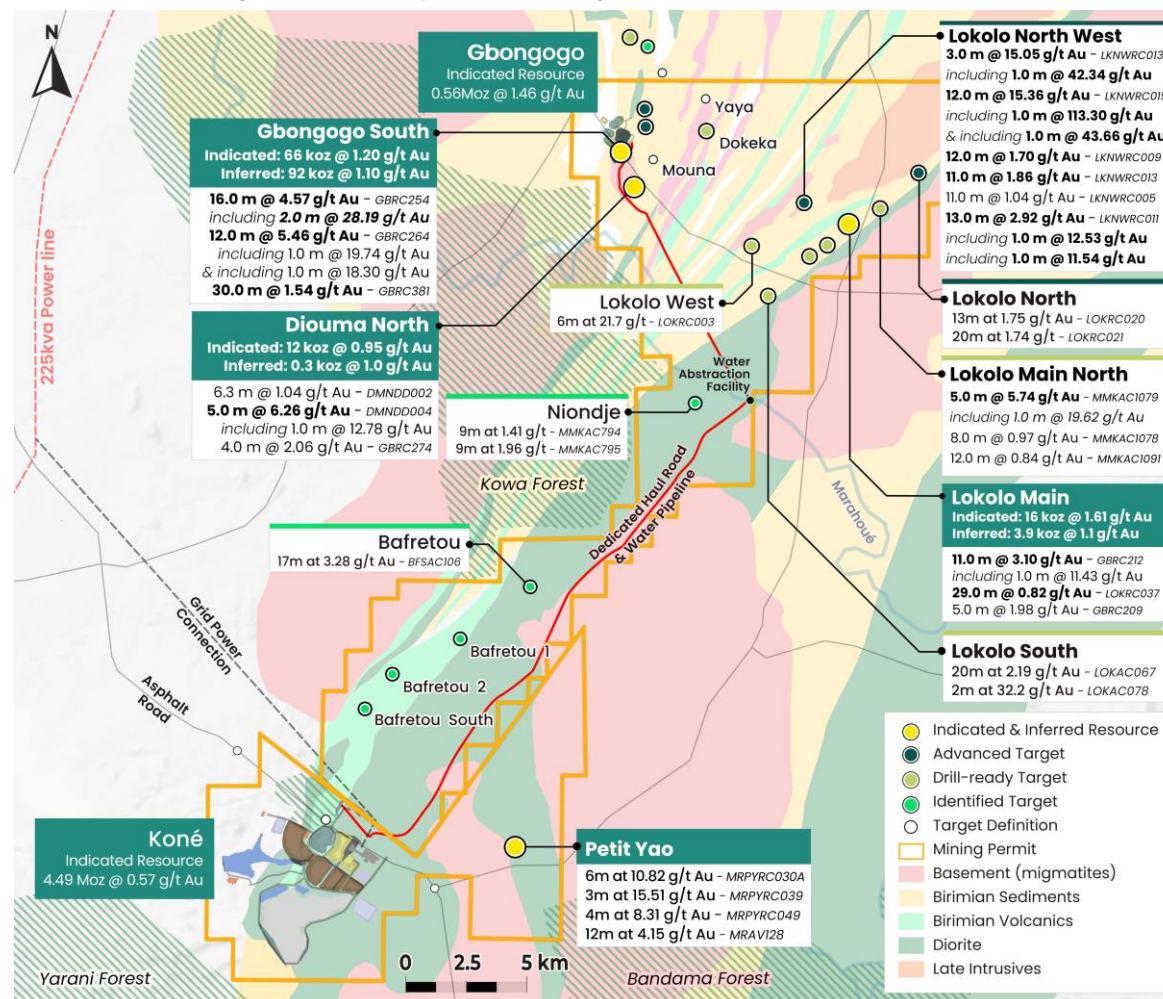 N
Gbongogo
Indicated Resource
0.56Moz @ 1.46 g/t Au
Gbongogo South
Indicated: 66 koz @ 1.20 g/t Au
Inferred: 92 koz @ 1.10 g/t Au
16.0 m @ 4.57 g/t Au - GBRC254
including 2.0 m @ 28.19 g/t Au
12.0 m @ 5.46 g/t Au - GBRC264
including 1.0 m @ 19.74 g/t Au
& including 1.0 m @ 18.30 g/t Au
30.0 m @ 1.54 g/t Au - GBRC381
Diouma North
Indicated: 12 koz @ 0.95 g/t Au
Inferred: 0.3 koz @ 1.0 g/t Au
6.3 m @ 1.04 g/t Au - DMNDD002
5.0 m @ 6.26 g/t Au - DMNDD004
including 1.0 m @ 12.78 g/t Au
4.0 m @ 2.06 g/t Au - GBRC274
225kva Power line
Yaya
Dokeka
Mouna
Lokolo West
6m at 21.7 g/t - LOKRC003
Water
Abstraction
Facility
Niondje
9m at 1.41 g/t - MMKAC794
9m at 1.96 g/t - MMKAC795
Kowa Forest
Dedicated Haul Road
& Water Pipeline
Marahoué
Bafretou
17m at 3.28 g/t Au - BFSAC106
Bafretou 1
Bafretou 2
Bafretou South
Grid Power
Connection
Asphalt
Road
Koné
Indicated Resource
4.49 Moz @ 0.57 g/t Au
Petit Yao
6m at 10.82 g/t Au - MRPYRC030A
3m at 15.51 g/t Au - MRPYRC039
4m at 8.31 g/t Au - MRPYRC049
12m at 4.15 g/t Au - MRAV128
0 2.5 5 km
Yarani Forest
Bandama Forest
Lokolo North West
3.0 m @ 15.05 g/t Au - LKNWRC013
including 1.0 m @ 42.34 g/t Au
12.0 m @ 15.36 g/t Au - LKNWRC015
including 1.0 m @ 113.30 g/t Au
& including 1.0 m @ 43.66 g/t Au
12.0 m @ 1.70 g/t Au - LKNWRC009
11.0 m @ 1.86 g/t Au - LKNWRC013
11.0 m @ 1.04 g/t Au - LKNWRC005
13.0 m @ 2.92 g/t Au - LKNWRC011
including 1.0 m @ 12.53 g/t Au
including 1.0 m @ 11.54 g/t Au
Lokolo North
13m at 1.75 g/t Au - LOKRC020
20m at 1.74 g/t - LOKRC021
Lokolo Main North
5.0 m @ 5.74 g/t Au - MMKAC1079
including 1.0 m @ 19.62 g/t Au
8.0 m @ 0.97 g/t Au - MMKAC1078
12.0 m @ 0.84 g/t Au - MMKAC1091
Lokolo Main
Indicated: 16 koz @ 1.61 g/t Au
Inferred: 3.9 koz @ 1.1 g/t Au
11.0 m @ 3.10 g/t Au - GBRC212
including 1.0 m @ 11.43 g/t Au
29.0 m @ 0.82 g/t Au - LOKRC037
5.0 m @ 1.98 g/t Au - GBRC209
Lokolo South
20m at 2.19 g/t Au - LOKAC067
2m at 32.2 g/t Au - LOKAC078
Indicated & Inferred Resource
Advanced Target
Drill-ready Target
Identified Target
Target Definition
Mining Permit
Basement (migmatites)
Birimian Sediments
Birimian Volcanics
Diorite
Late Intrusives